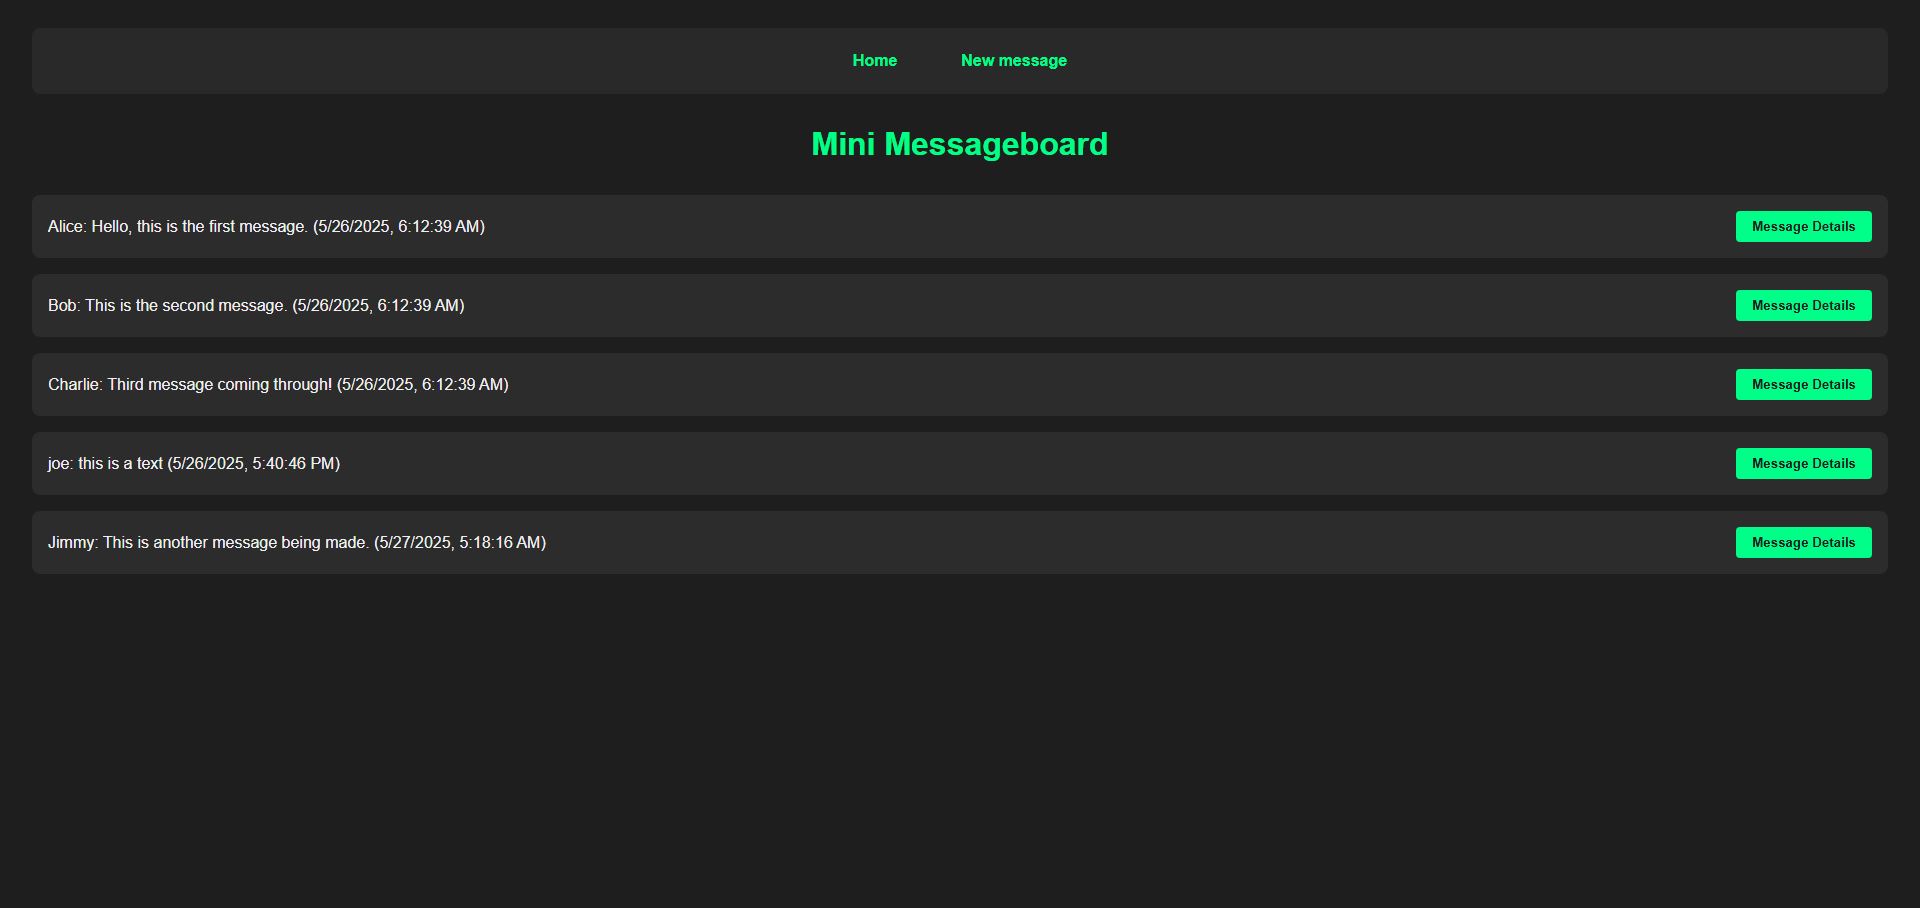 Home New message
Mini Messageboard
Alice: Hello, this is the first message. (5/26/2025, 6:12:39 AM) Message Details
Bob: This is the second message. (5/26/2025, 6:12:39 AM) Message Details
Charlie: Third message coming through! (5/26/2025, 6:12:39 AM) Message Details
joe: this is a text (5/26/2025, 5:40:46 PM) Message Details
Jimmy: This is another message being made. (5/27/2025, 5:18:16 AM) Message Details